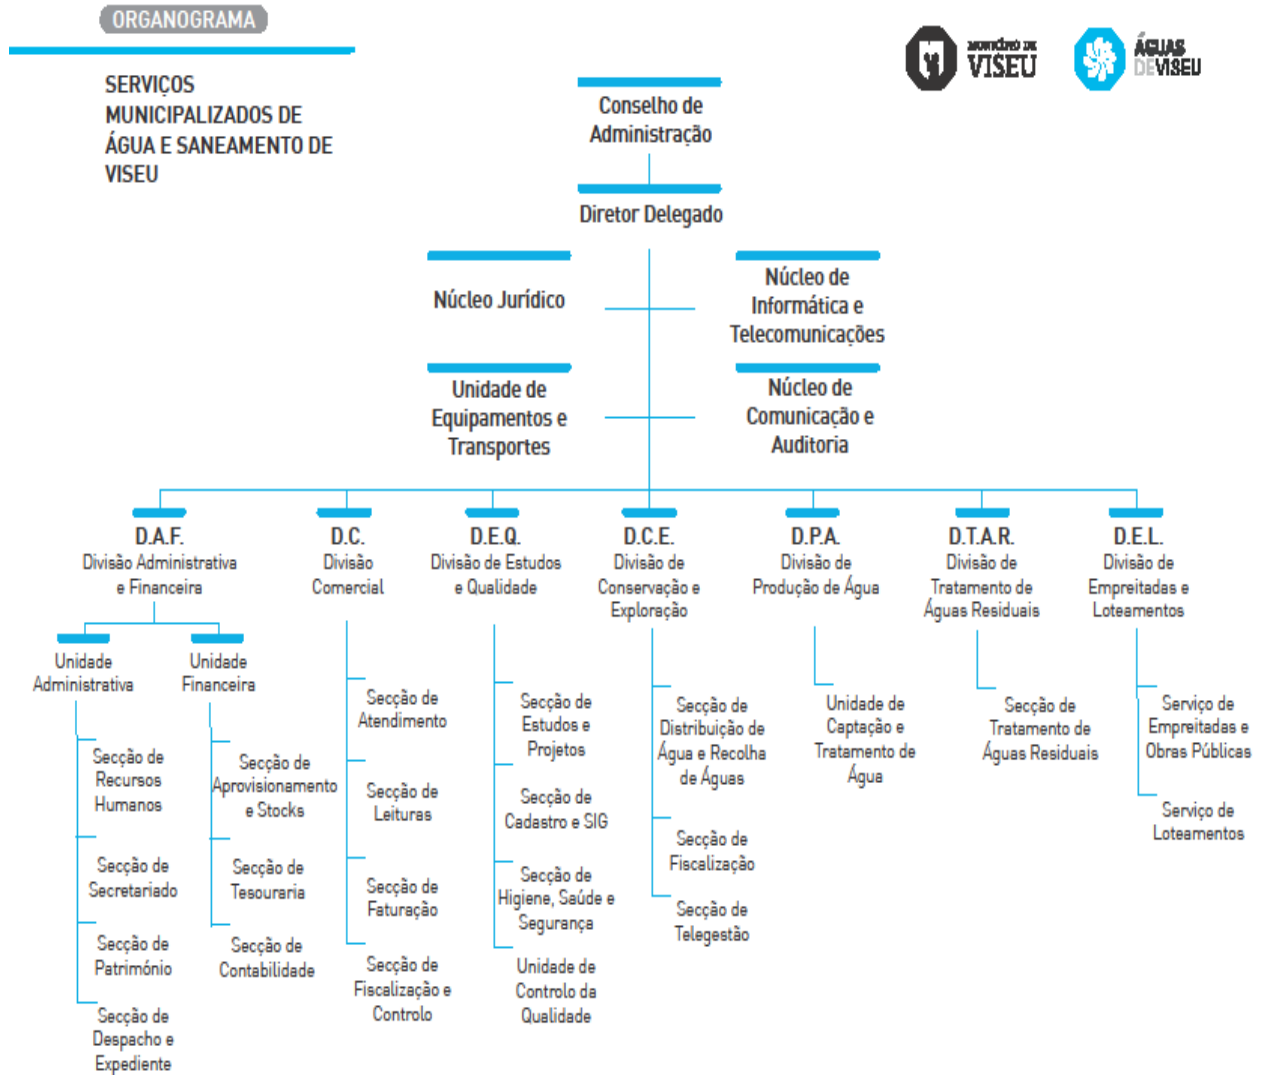 ORGANOGRAMA
SERVIÇOS
MUNICIPALIZADOS DE
ÁGUA E SANEAMENTO DE
VISEU
MUNICÍPIO DE
VISEU
ÁGUAS
DEVISEU
Conselho de
Administração
Diretor Delegado
Núcleo Jurídico
Núcleo de
Informática e
Telecomunicações
Unidade de
Equipamentos e
Transportes
Núcleo de
Comunicação e
Auditoria
D.A.F.
Divisão Administrativa
e Financeira
D.C.
Divisão
Comercial
D.E.Q.
Divisão de Estudos
e Qualidade
D.C.E.
Divisão de
Conservação e
Exploração
D.P.A.
Divisão de
Produção de Água
D.T.A.R.
Divisão de
Tratamento de
Águas Residuais
D.E.L.
Divisão de
Empreitadas e
Loteamentos
Unidade
Administrativa
Secção de
Recursos
Humanos
Secção de
Secretariado
Secção de
Património
Secção de
Despacho e
Expediente
Unidade
Financeira
Secção de
Aprovisionamento
e Stocks
Secção de
Tesouraria
Secção de
Contabilidade
Secção de
Atendimento
Secção de
Leituras
Secção de
Faturação
Secção de
Fiscalização e
Controlo
Secção de
Estudos e
Projetos
Secção de
Cadastro e SIG
Secção de
Higiene, Saúde e
Segurança
Unidade de
Controlo da
Qualidade
Secção de
Distribuição de
Água e Recolha
de Águas
Secção de
Fiscalização
Secção de
Telegestão
Unidade de
Captação e
Tratamento de
Água
Secção de
Tratamento de
Águas Residuais
Serviço de
Empreitadas e
Obras Públicas
Serviço de
Loteamentos